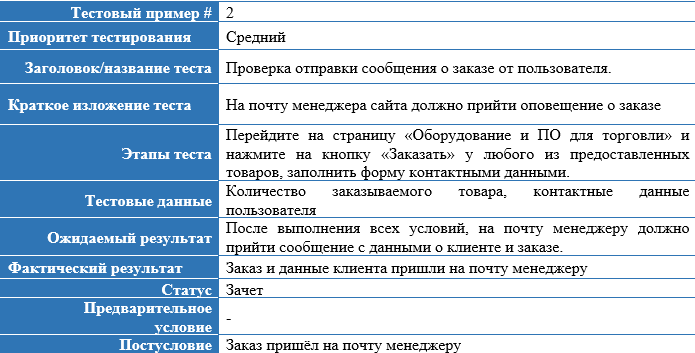 Тестовый пример # 2
Приоритет тестирования Средний
Заголовок/название теста Проверка отправки сообщения о заказе от пользователя.
Краткое изложение теста На почту менеджера сайта должно прийти оповещение о заказе
Этапы теста Перейдите на страницу «Оборудование и ПО для торговли» и
нажмите на кнопку «Заказать» у любого из предоставленных
товаров, заполнить форму контактными данными.
Тестовые данные Количество заказываемого товара, контактные данные
пользователя
Ожидаемый результат После выполнения всех условий, на почту менеджеру должно
прийти сообщение с данными о клиенте и заказе.
Фактический результат Заказ и данные клиента пришли на почту менеджеру
Статус Зачет
Предварительное
условие -
Постусловие Заказ пришёл на почту менеджеру